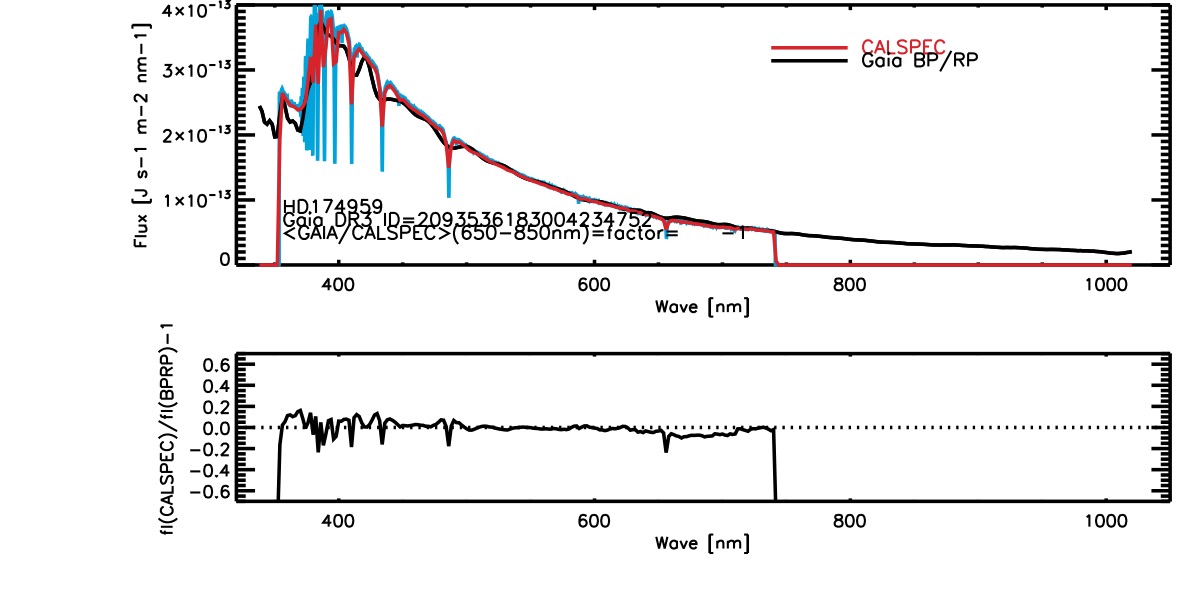 4×10−13
3×10−13
2×10−13
1×10−13
0
Flux [J s−1 m−2 nm−1]
CALSPEC
Gaia BP/RP
HD174959
Gaia DR3 ID=2093536183004234752
<GAIA/CALSPEC>(650−850nm)=factor= −1
400 600 800 1000
Wave [nm]
0.6
0.4
0.2
0.0
−0.2
−0.4
−0.6
fl(CALSPEC)/fl(BPRP)−1
400 600 800 1000
Wave [nm]